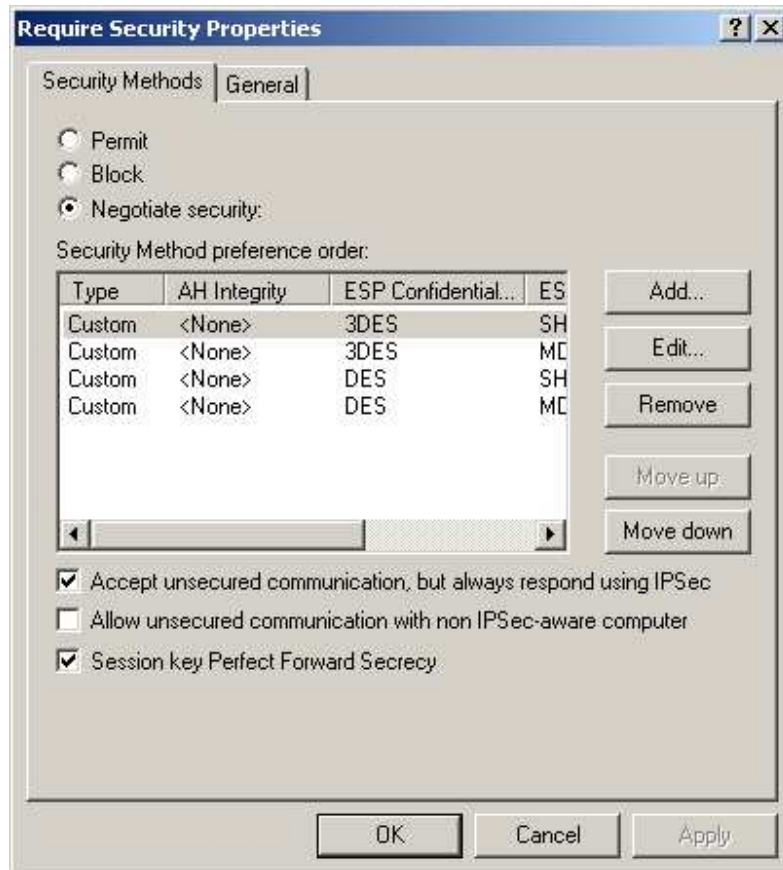 Require Security Properties
Security Methods General
Permit
Block
Negotiate security:
Security Method preference order:
Type AH Integrity ESP Confidential... ES
Custom <None> 3DES SH
Custom <None> 3DES MD
Custom <None> DES SH
Custom <None> DES MD
Add...
Edit...
Remove
Move up
Move down
Accept unsecured communication, but always respond using IPSec
Allow unsecured communication with non IPSec-aware computer
Session key Perfect Forward Secrecy
OK Cancel Apply